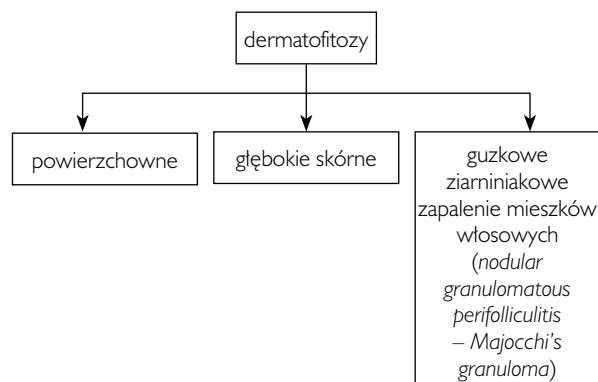 dermatofitozy
powierzchowne
głębokie skórne
guzkowe
ziarniniakowe
zapalenie mieszków
włosowych
(nodular
granulomatous
perifolliculitis
– Majocchi's
granuloma)